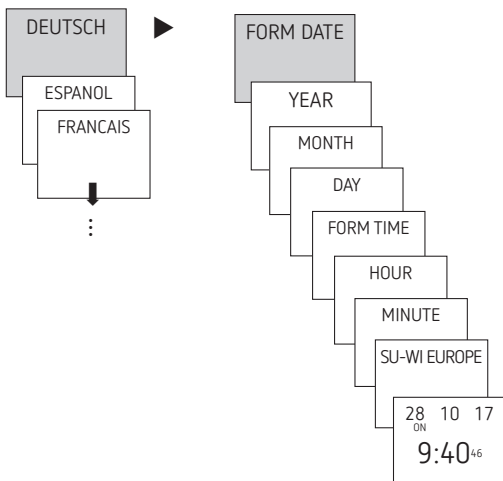 DEUTSCH
ESPANOL
FRANCAIS
FORM DATE
YEAR
MONTH
DAY
FORM TIME
HOUR
MINUTE
SU-WI EUROPE
28 10 17
ON
9:40 46